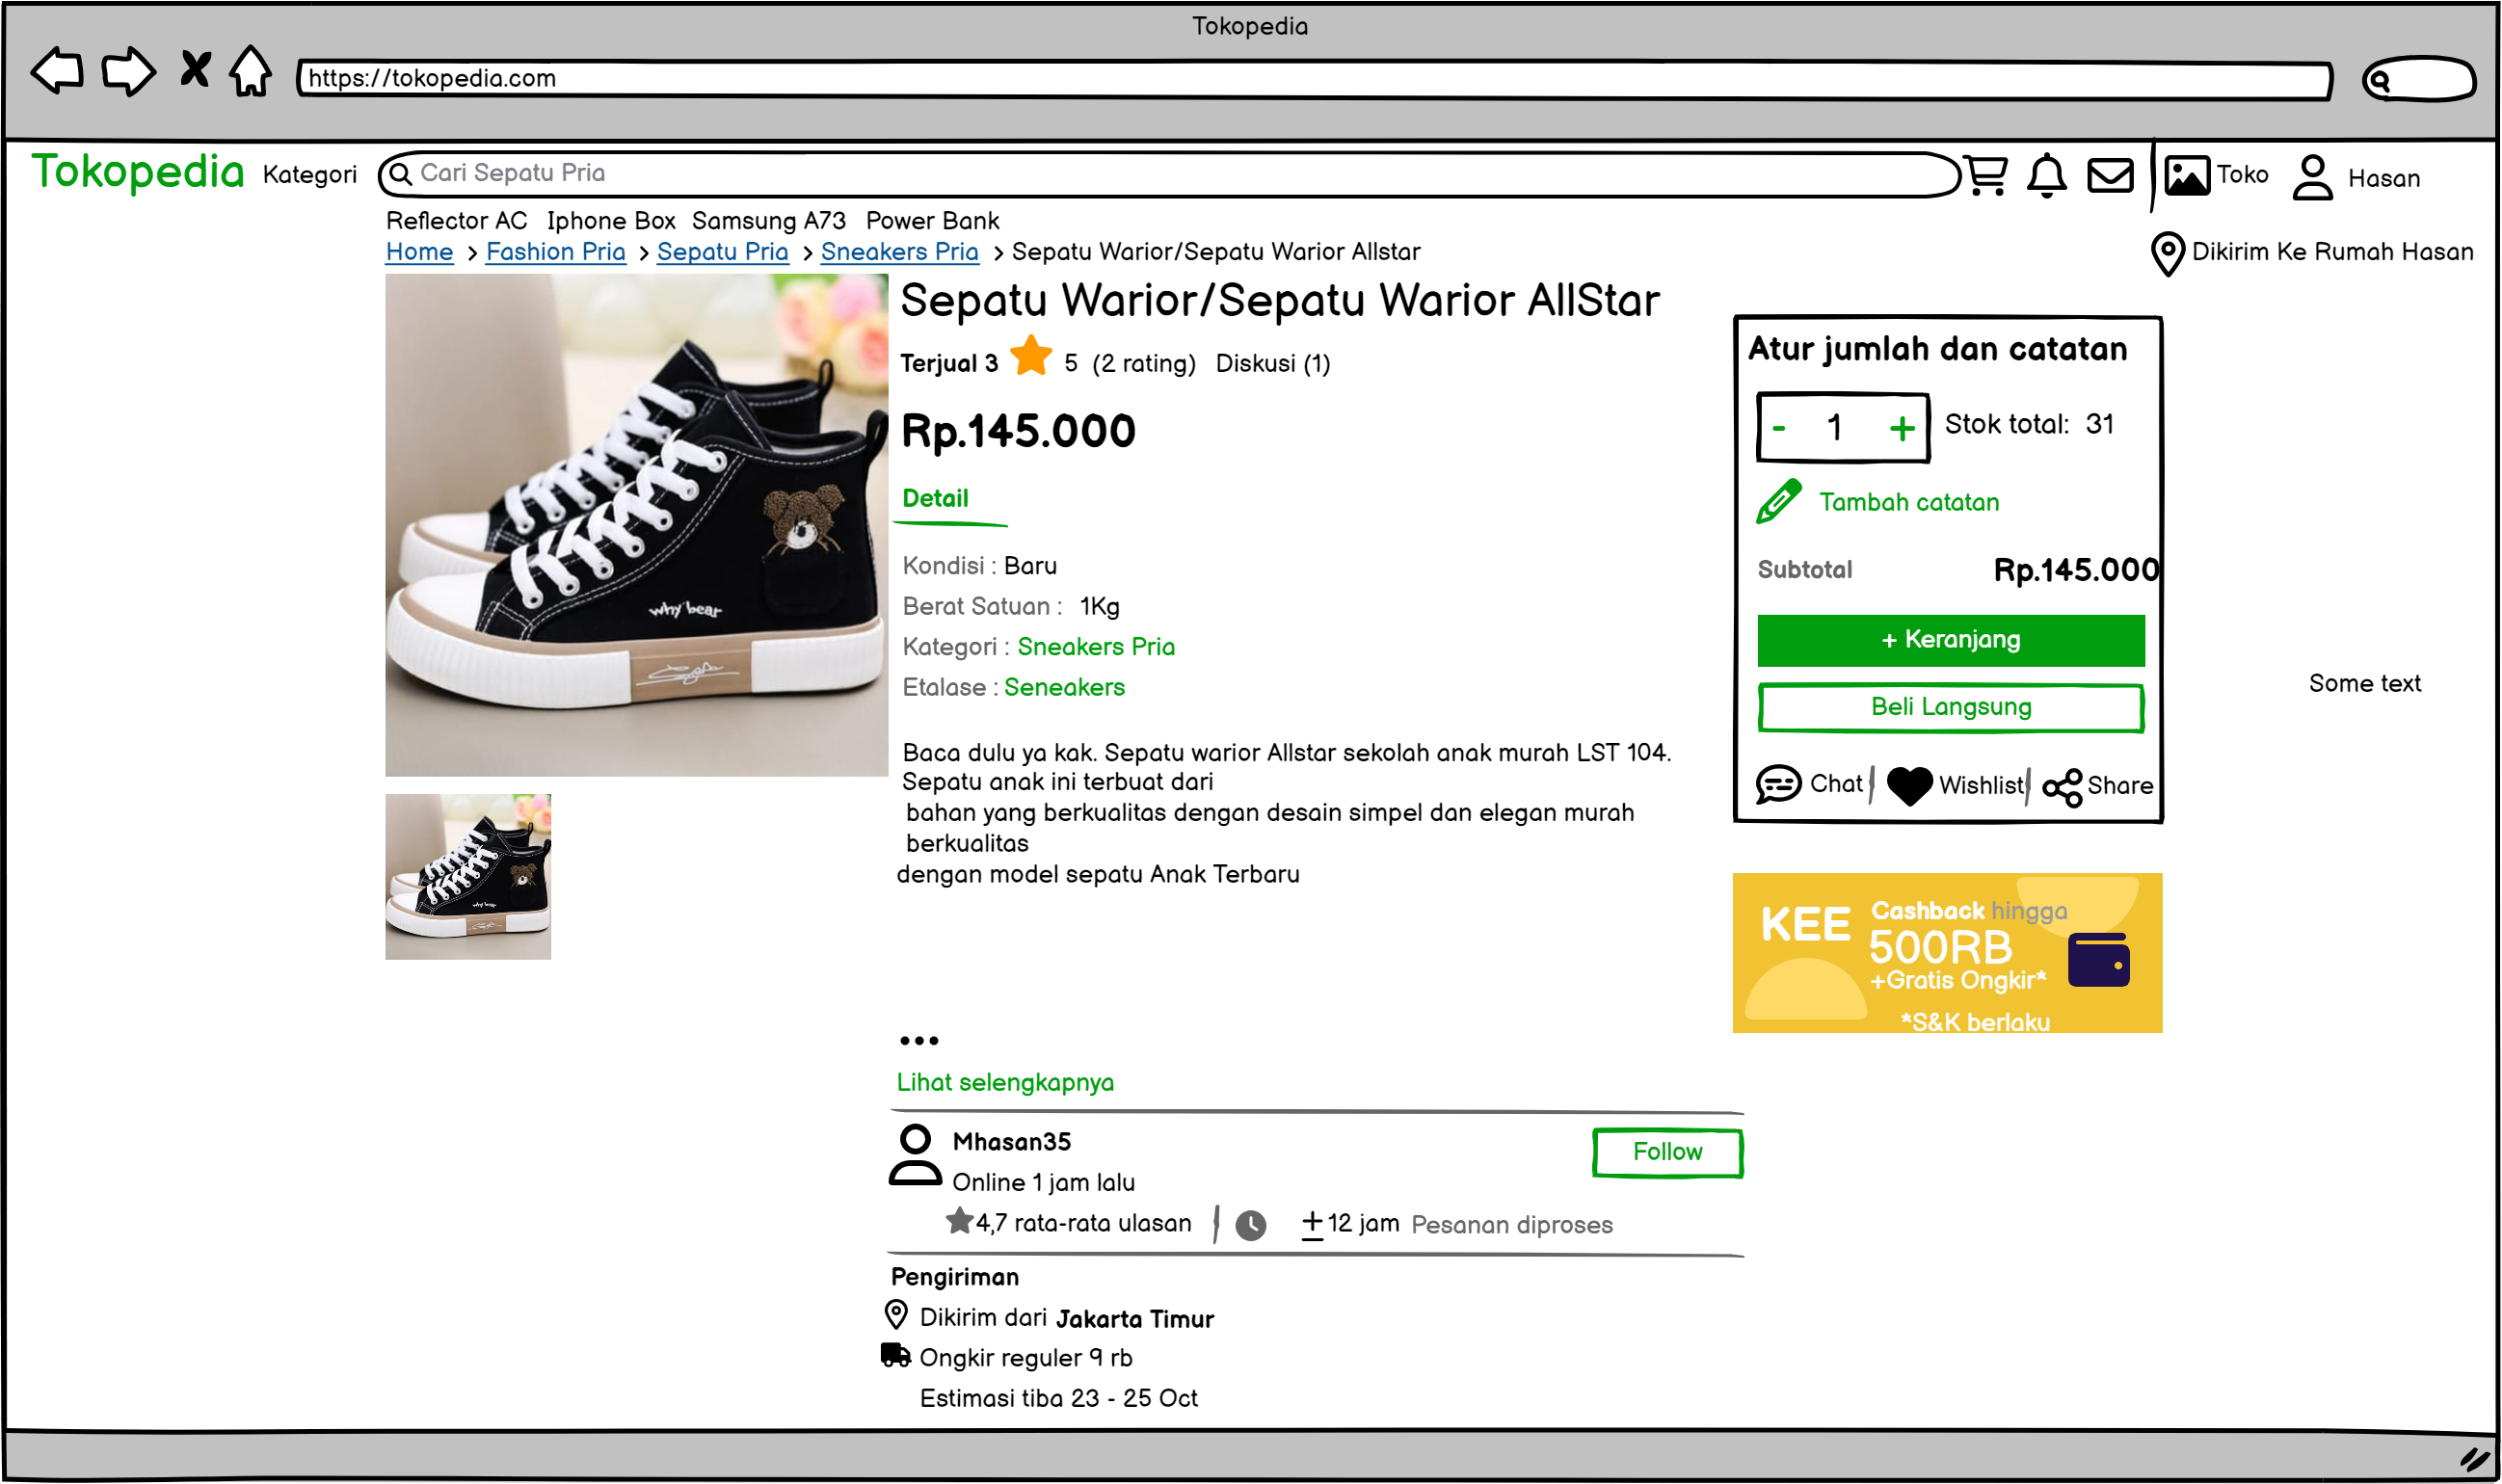 Tokopedia
https://tokopedia.com
Tokopedia Kategori Cari Sepatu Pria Toko Hasan
Reflector AC Iphone Box Samsung A73 Power Bank
Home > Fashion Pria > Sepatu Pria > Sneakers Pria > Sepatu Warior/Sepatu Warior Allstar
Dikirim Ke Rumah Hasan
why bear
Sepatu Warior/Sepatu Warior AllStar
Terjual 3 5 (2 rating) Diskusi (1)
Rp.145.000
Detail
Kondisi : Baru
Berat Satuan : 1Kg
Kategori : Sneakers Pria
Etalase : Seneakers
Baca dulu ya kak. Sepatu warior Allstar sekolah anak murah LST 104.
Sepatu anak ini terbuat dari
bahan yang berkualitas dengan desain simpel dan elegan murah
berkualitas
dengan model sepatu Anak Terbaru
...
Lihat selengkapnya
Mhasan35
Follow
Online 1 jam lalu
4,7 rata-rata ulasan ±12 jam Pesanan diproses
Pengiriman
Dikirim dari Jakarta Timur
Ongkir reguler 9 rb
Estimasi tiba 23 - 25 Oct
Atur jumlah dan catatan
- 1 + Stok total: 31
Tambah catatan
Subtotal Rp.145.000
+ Keranjang
Beli Langsung
Chat Wishlist Share
Some text
KEE Cashback hingga
500RB
+Gratis Ongkir*
*S&K berlaku